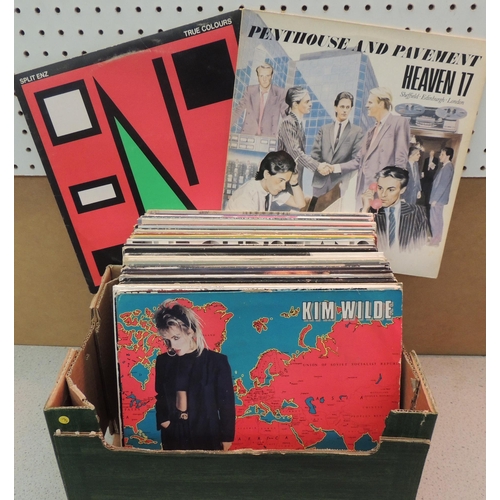 SPLIT ENZ
TRUE COLOURS
PENTHOUSE AND PAVEMENT
HEAVEN 17
Sheffield · Edinburgh · London
KIM WILDE